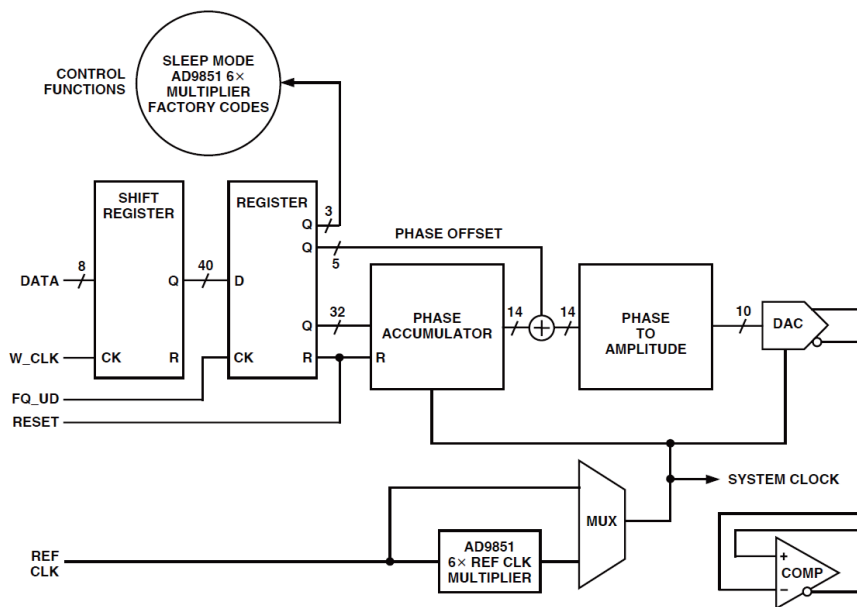 CONTROL
FUNCTIONS
SLEEP MODE
AD9851 6×
MULTIPLIER
FACTORY CODES
SHIFT
REGISTER
REGISTER
Q
3
Q
5
PHASE OFFSET
DATA
8
Q
40
D
Q
32
PHASE
ACCUMULATOR
14
+
14
PHASE
TO
AMPLITUDE
10
DAC
W_CLK
CK
R
CK
R
R
FQ_UD
RESET
SYSTEM CLOCK
MUX
REF
CLK
AD9851
6× REF CLK
MULTIPLIER
+
COMP
–